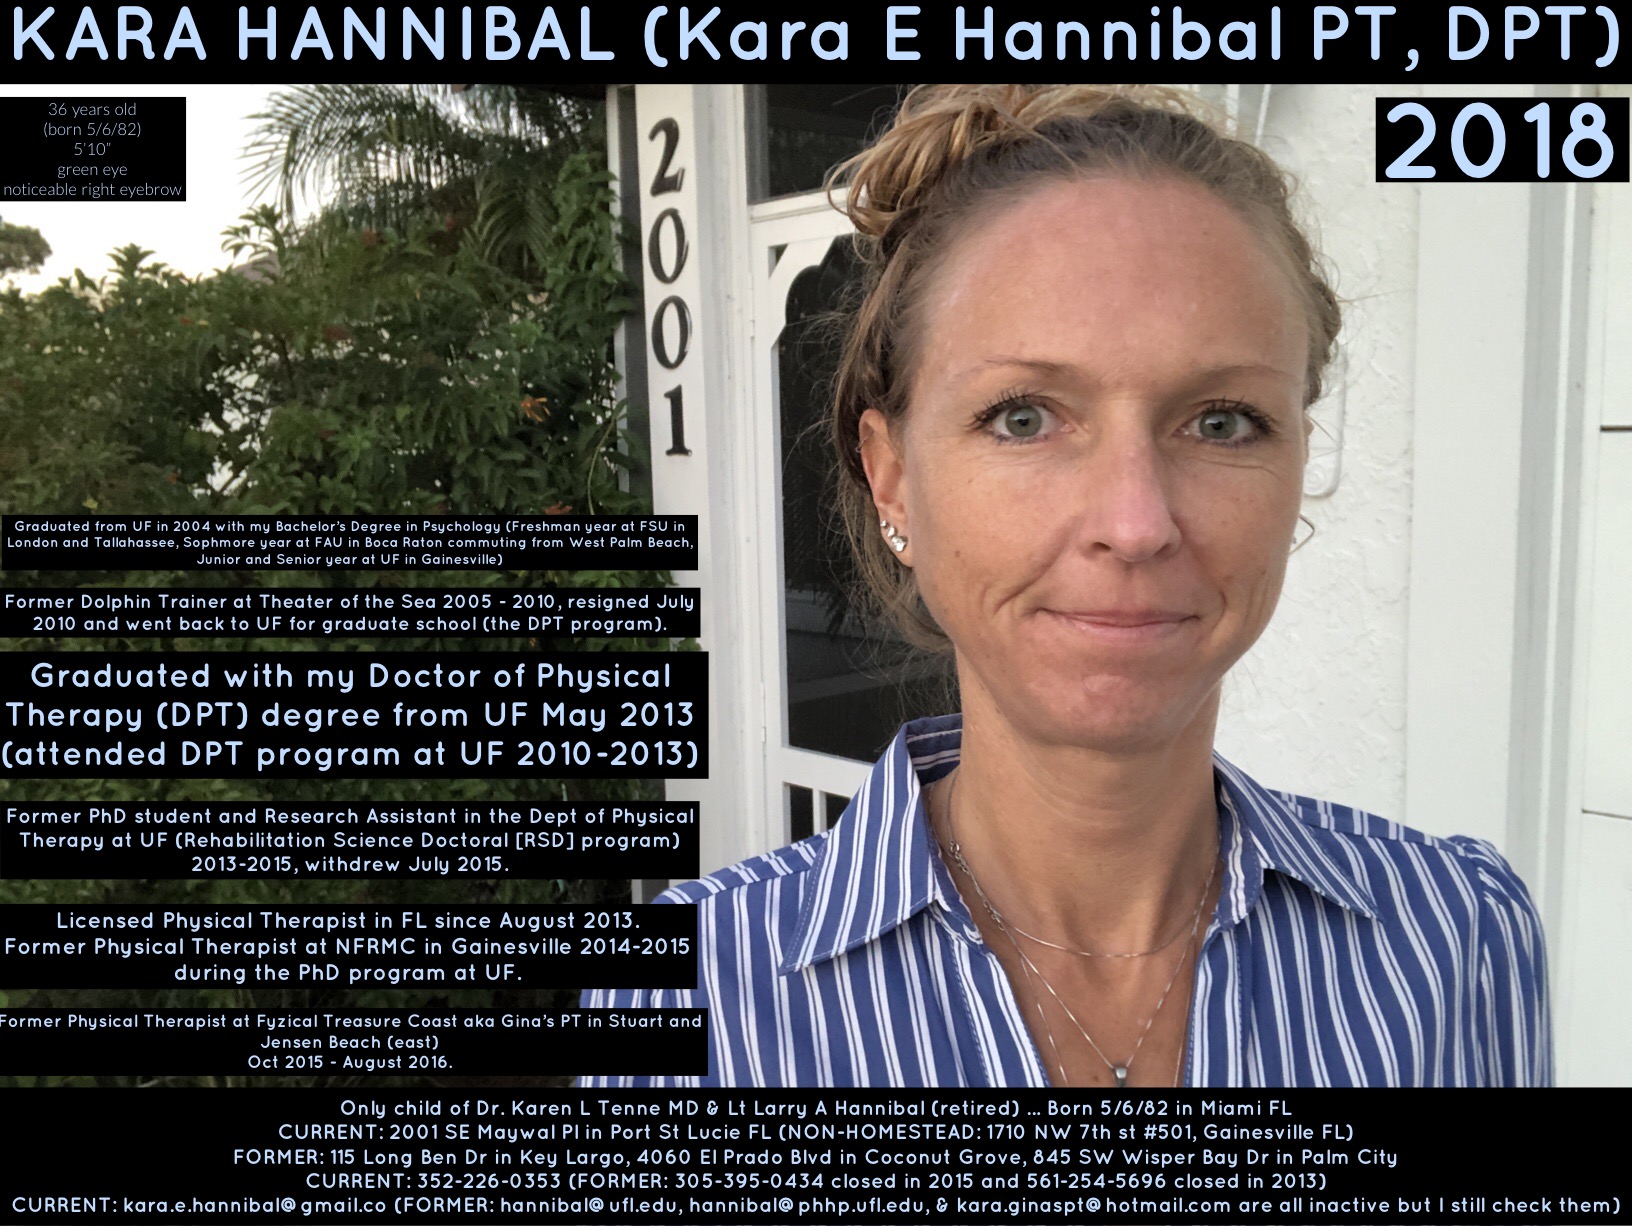 KARA HANNIBAL (Kara E Hannibal PT, DPT)
36 years old
(born 5/6/82)
5'10"
green eye
noticeable right eyebrow
2018
2001
Graduated from UF in 2004 with my Bachelor's Degree in Psychology (Freshman year at FSU in
London and Tallahassee, Sophmore year at FAU in Boca Raton commuting from West Palm Beach,
Junior and Senior year at UF in Gainesville)
Former Dolphin Trainer at Theater of the Sea 2005 - 2010, resigned July
2010 and went back to UF for graduate school (the DPT program).
Graduated with my Doctor of Physical
Therapy (DPT) degree from UF May 2013
(attended DPT program at UF 2010-2013)
Former PhD student and Research Assistant in the Dept of Physical
Therapy at UF (Rehabilitation Science Doctoral [RSD] program)
2013-2015, withdrew July 2015.
Licensed Physical Therapist in FL since August 2013.
Former Physical Therapist at NFRMC in Gainesville 2014-2015
during the PhD program at UF.
Former Physical Therapist at Fyzical Treasure Coast aka Gina's PT in Stuart and
Jensen Beach (east)
Oct 2015 - August 2016.
Only child of Dr. Karen L Tenne MD & Lt Larry A Hannibal (retired) ... Born 5/6/82 in Miami FL
CURRENT: 2001 SE Maywal Pl in Port St Lucie FL (NON-HOMESTEAD: 1710 NW 7th st #501, Gainesville FL)
FORMER: 115 Long Ben Dr in Key Largo, 4060 El Prado Blvd in Coconut Grove, 845 SW Wisper Bay Dr in Palm City
CURRENT: 352-226-0353 (FORMER: 305-395-0434 closed in 2015 and 561-254-5696 closed in 2013)
CURRENT: kara.e.hannibal@gmail.co (FORMER: hannibal@ufl.edu, hannibal@phhp.ufl.edu, & kara.ginaspt@hotmail.com are all inactive but I still check them)